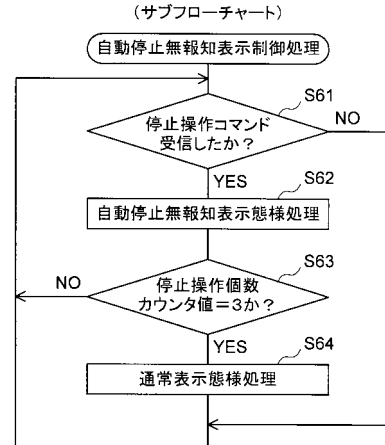 (サブフローチャート)
自動停止無報知表示制御処理
S61
停止操作コマンド
受信したか?
NO
YES
S62
自動停止無報知表示態様処理
S63
停止操作個数
カウンタ値=3か?
NO
YES
S64
通常表示態様処理